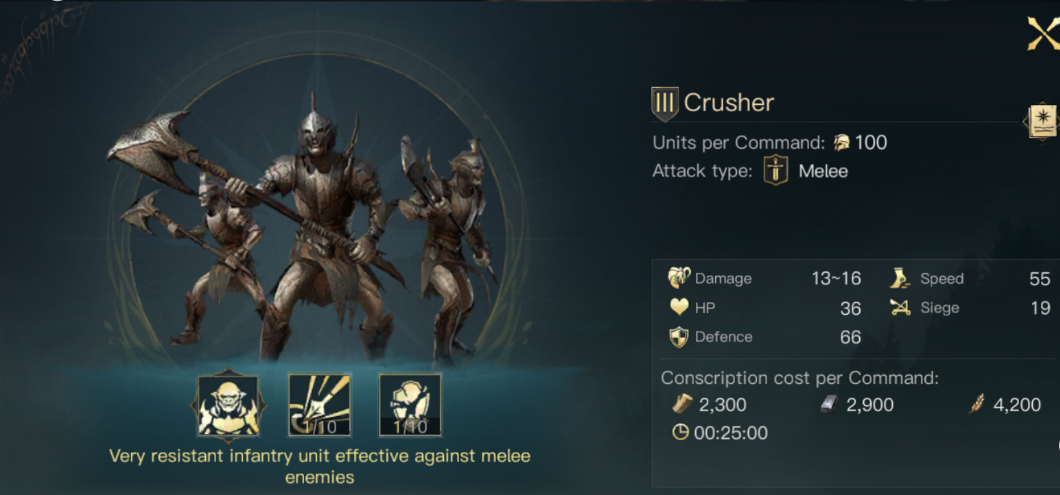 III Crusher
Units per Command: 100
Attack type: Melee
Damage 13~16 Speed 55
HP 36 Siege 19
Defence 66
Conscription cost per Command:
2,300 2,900 4,200
00:25:00
1/10 1/10
Very resistant infantry unit effective against melee
enemies